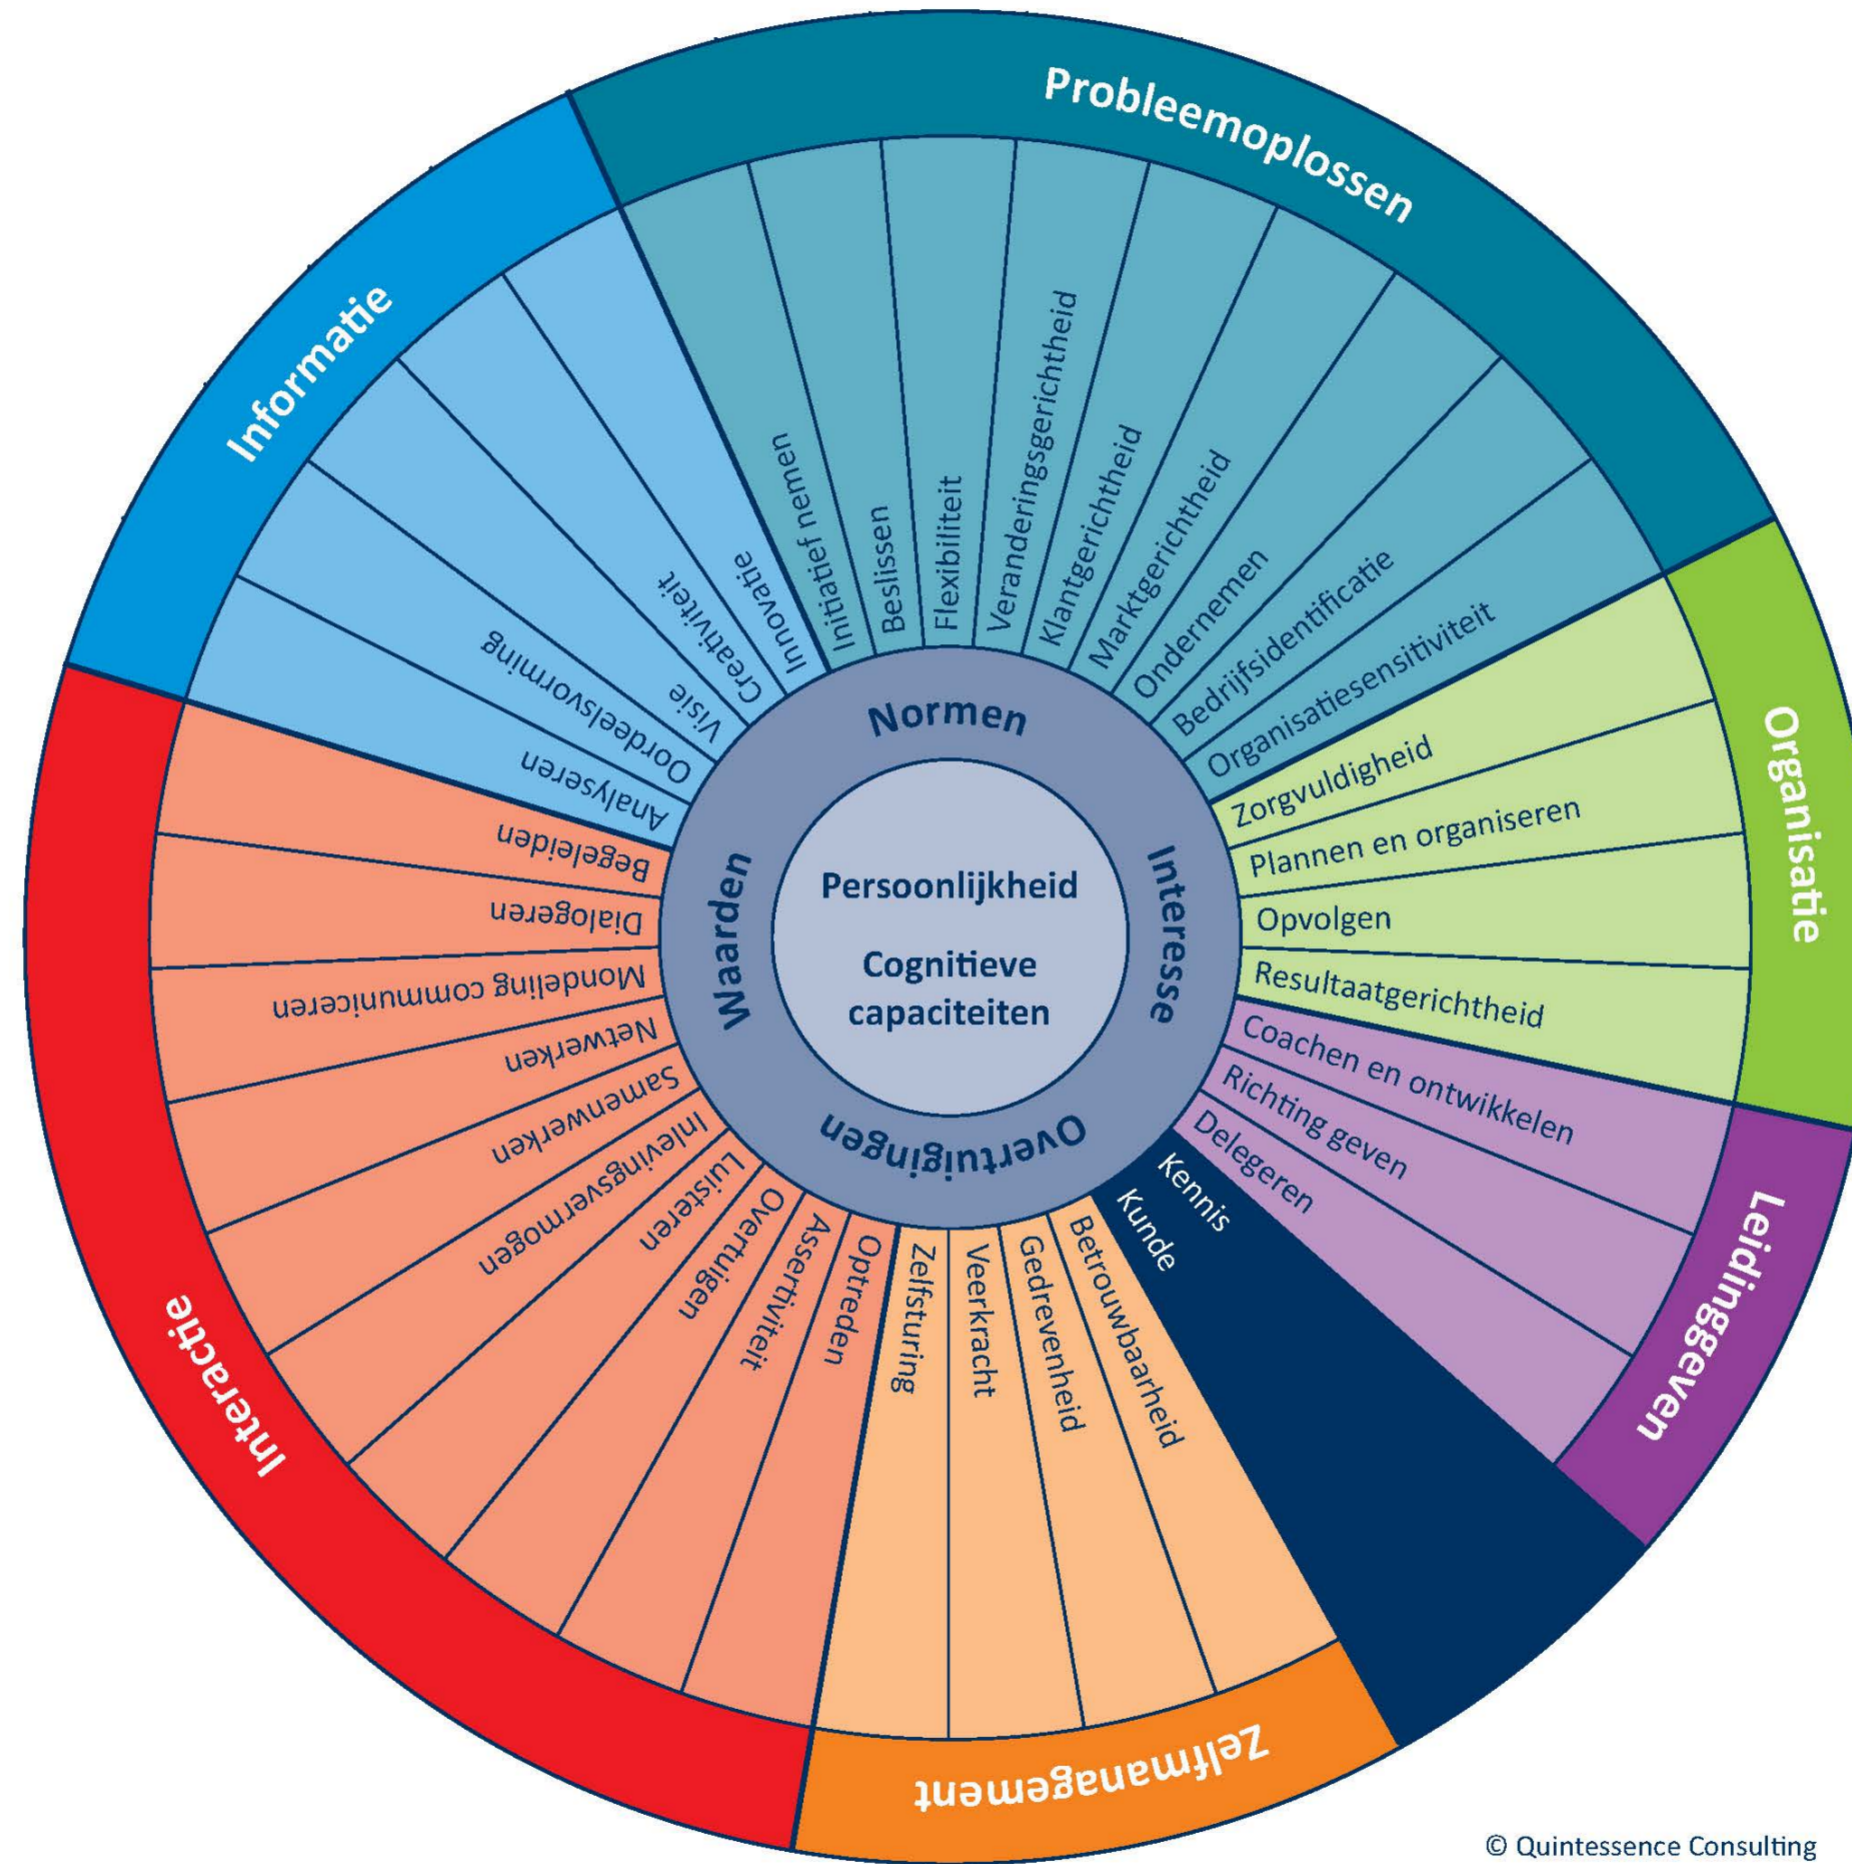 Probleemoplossen
Initiatief nemen
Beslissen
Flexibiliteit
Veranderingsgerichtheid
Klantgerichtheid
Marktgerichtheid
Ondernemen
Bedrijfsidentificatie
Organisatiesensitiviteit
Organisatie
Zorgvuldigheid
Plannen en organiseren
Opvolgen
Resultaatgerichtheid
Leidinggeven
Coachen en ontwikkelen
Richting geven
Delegeren
Kennis
Kunde
Zelfmanagement
Betrouwbaarheid
Gedrevenheid
Veerkracht
Zelfsturing
Interactie
Optreden
Assertiviteit
Overtuigen
Luisteren
Inlevingsvermogen
Samenwerken
Netwerken
Mondeling communiceren
Dialogeren
Begeleiden
Informatie
Analyseren
Oordeelsvorming
Visie
Creativiteit
Innovatie
Normen
Interesse
Overtuigingen
Waarden
Persoonlijkheid
Cognitieve
capaciteiten
© Quintessence Consulting